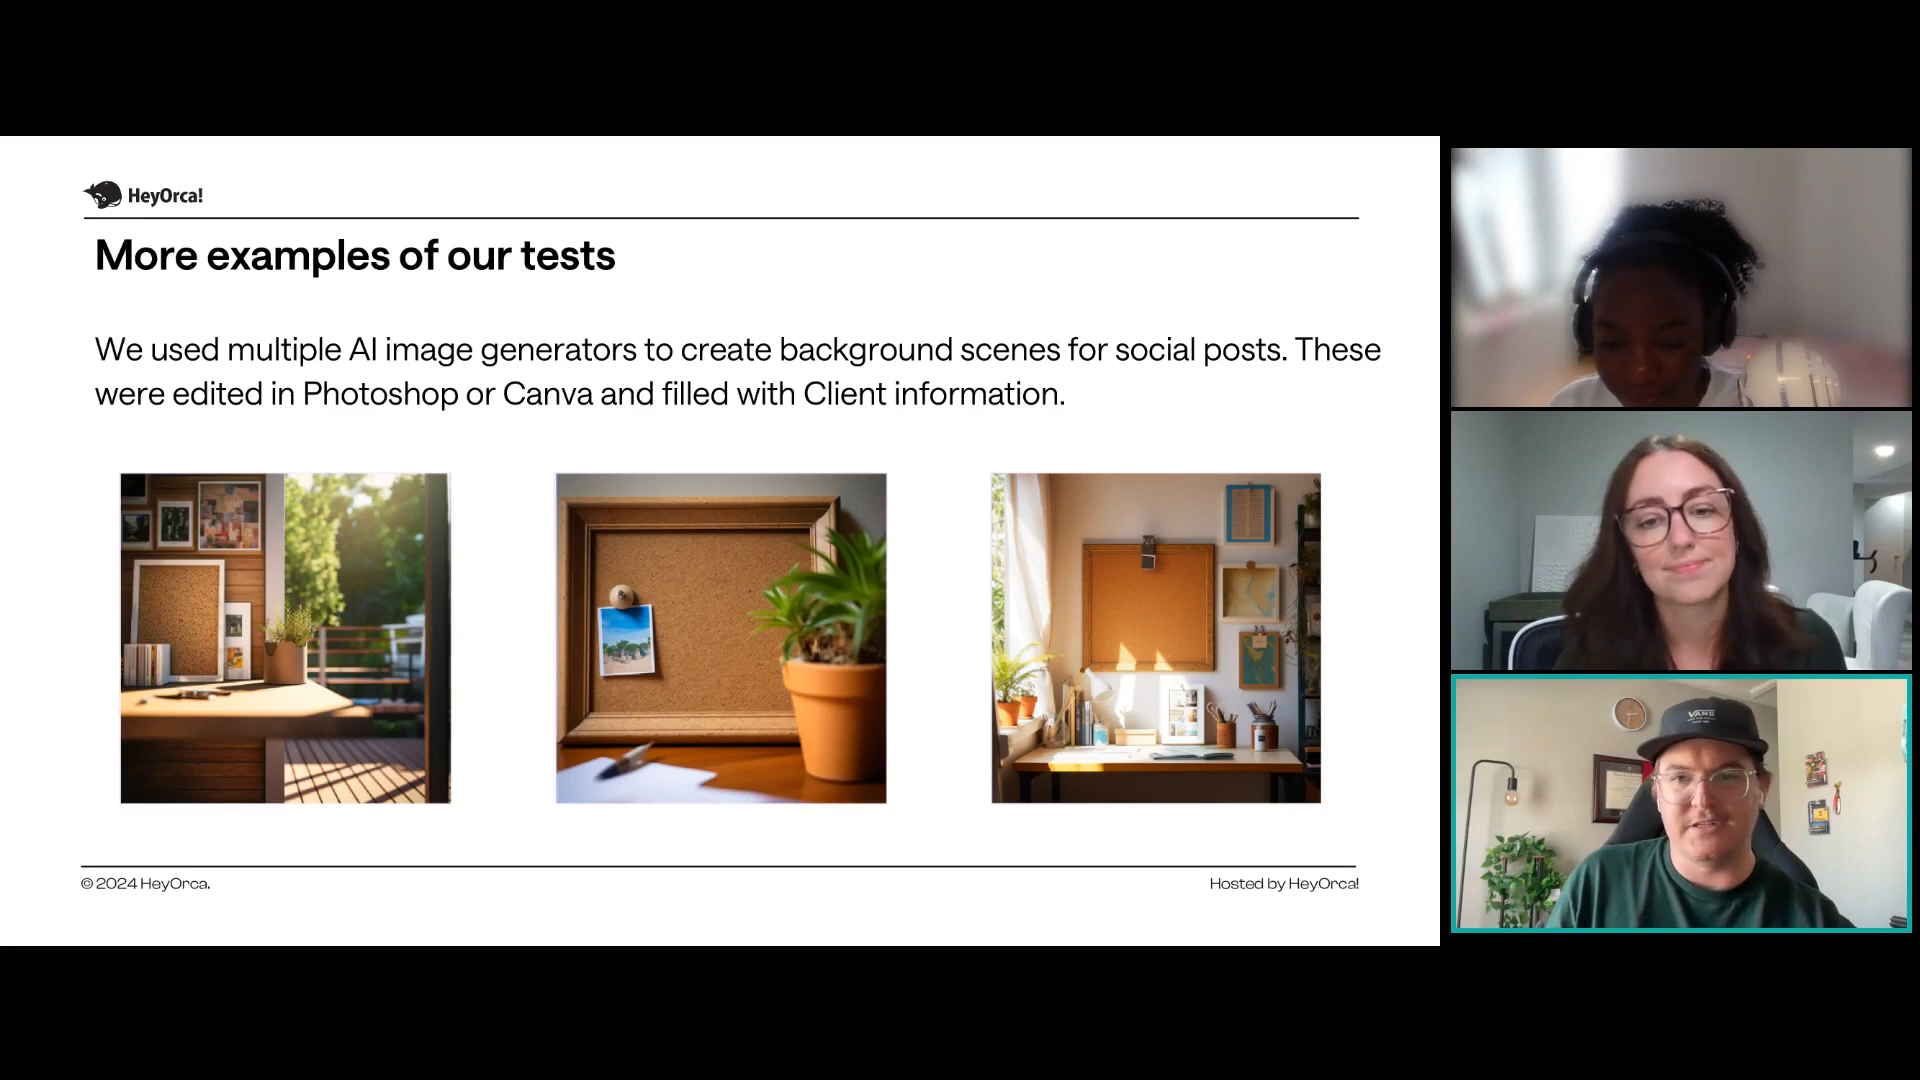 HeyOrca!
More examples of our tests
We used multiple AI image generators to create background scenes for social posts. These
were edited in Photoshop or Canva and filled with Client information.
© 2024 HeyOrca.
Hosted by HeyOrca!
VANS